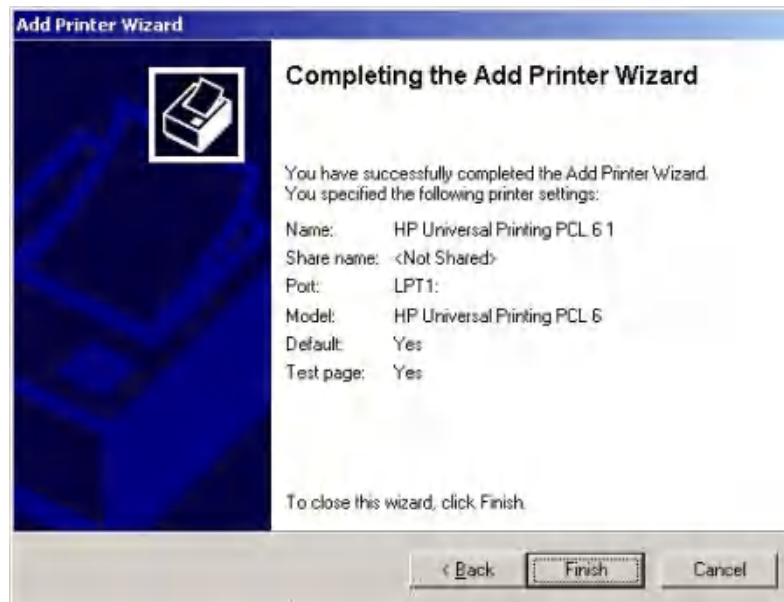 Add Printer Wizard
Completing the Add Printer Wizard
You have successfully completed the Add Printer Wizard.
You specified the following printer settings:
Name: HP Universal Printing PCL 6 1
Share name: <Not Shared>
Port: LPT1:
Model: HP Universal Printing PCL 6
Default: Yes
Test page: Yes
To close this wizard, click Finish.
< Back Finish Cancel